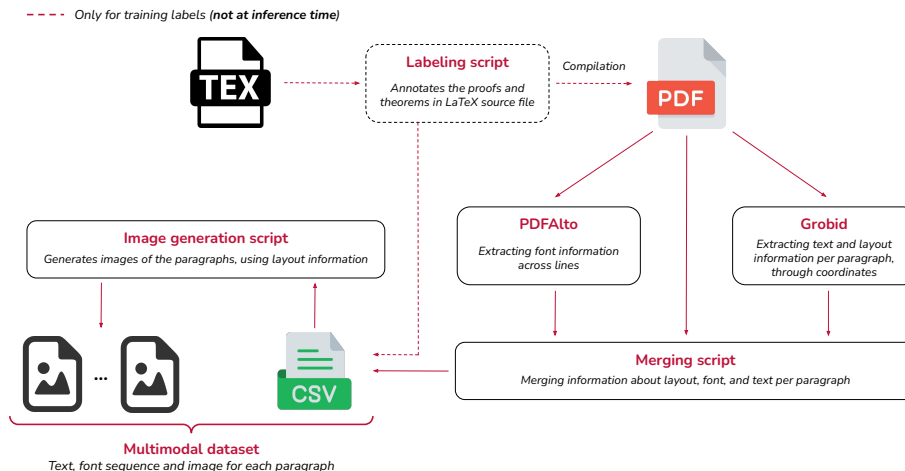 Only for training labels (not at inference time)
TEX
Labeling script
Annotates the proofs and
theorems in LaTeX source file
Compilation
PDF
PDFAlto
Extracting font information
across lines
Grobid
Extracting text and layout
information per paragraph,
through coordinates
Image generation script
Generates images of the paragraphs, using layout information
...
CSV
Merging script
Merging information about layout, font, and text per paragraph
Multimodal dataset
Text, font sequence and image for each paragraph